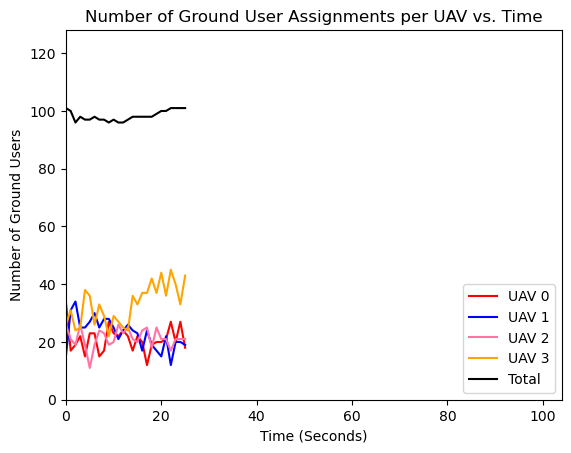 Number of Ground User Assignments per UAV vs. Time
Number of Ground Users
120
100
80
60
40
20
0
0 20 40 60 80 100
Time (Seconds)
UAV 0
UAV 1
UAV 2
UAV 3
Total